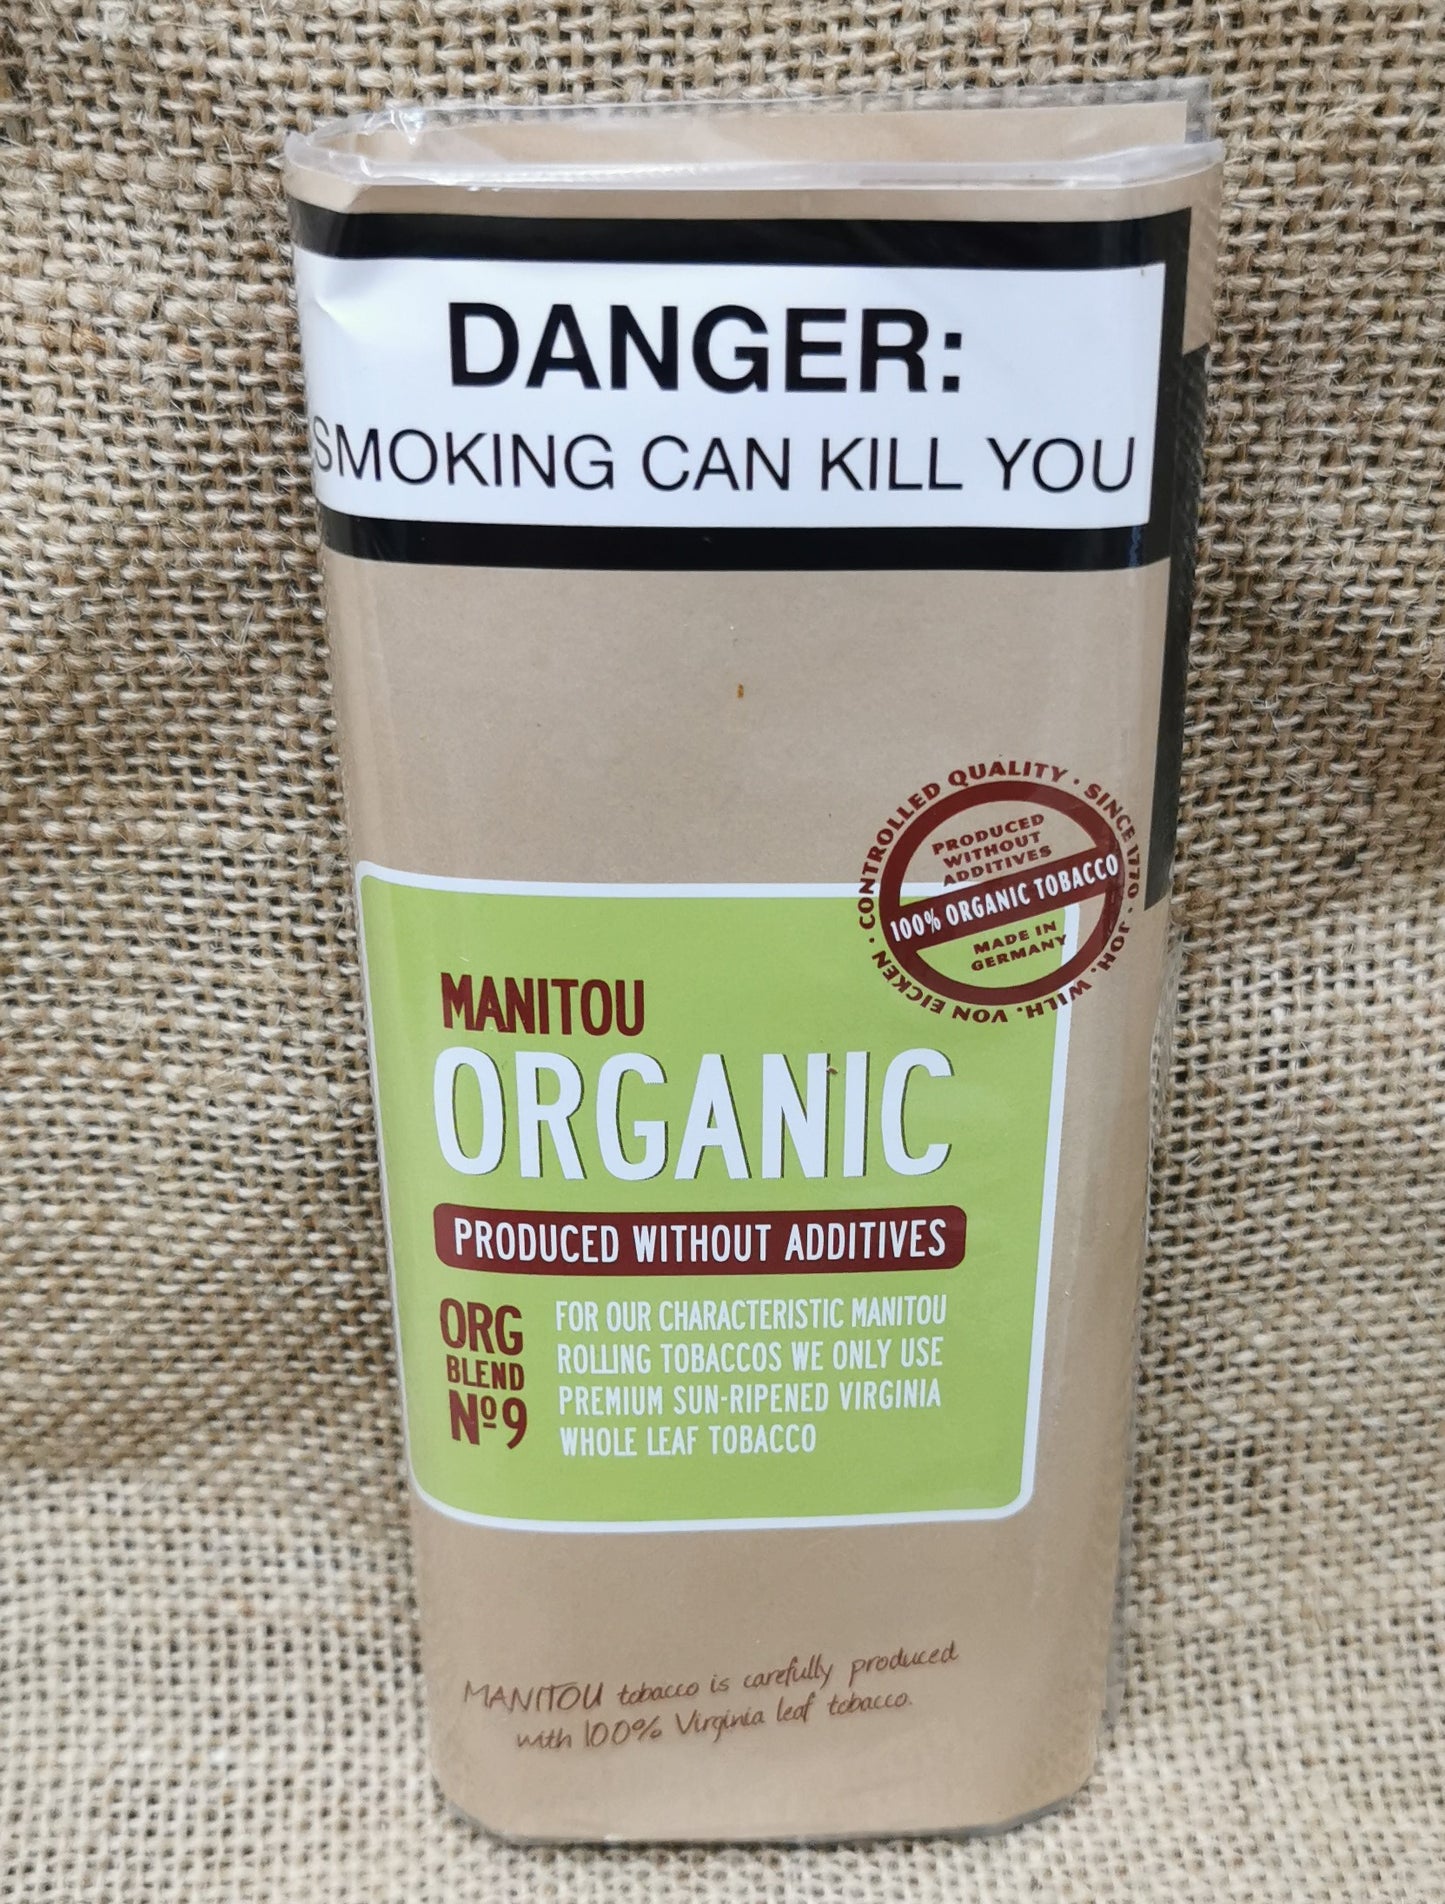 DANGER:
SMOKING CAN KILL YOU
CONTROLLED QUALITY · SINCE 1770 · JOH. WILH. VON EICKEN ·
PRODUCED
WITHOUT
ADDITIVES
100% ORGANIC TOBACCO
MADE IN
GERMANY
MANITOU
ORGANIC
PRODUCED WITHOUT ADDITIVES
ORG
BLEND
Nº9
FOR OUR CHARACTERISTIC MANITOU
ROLLING TOBACCOS WE ONLY USE
PREMIUM SUN-RIPENED VIRGINIA
WHOLE LEAF TOBACCO
MANITOU tobacco is carefully produced
with 100% Virginia leaf tobacco.